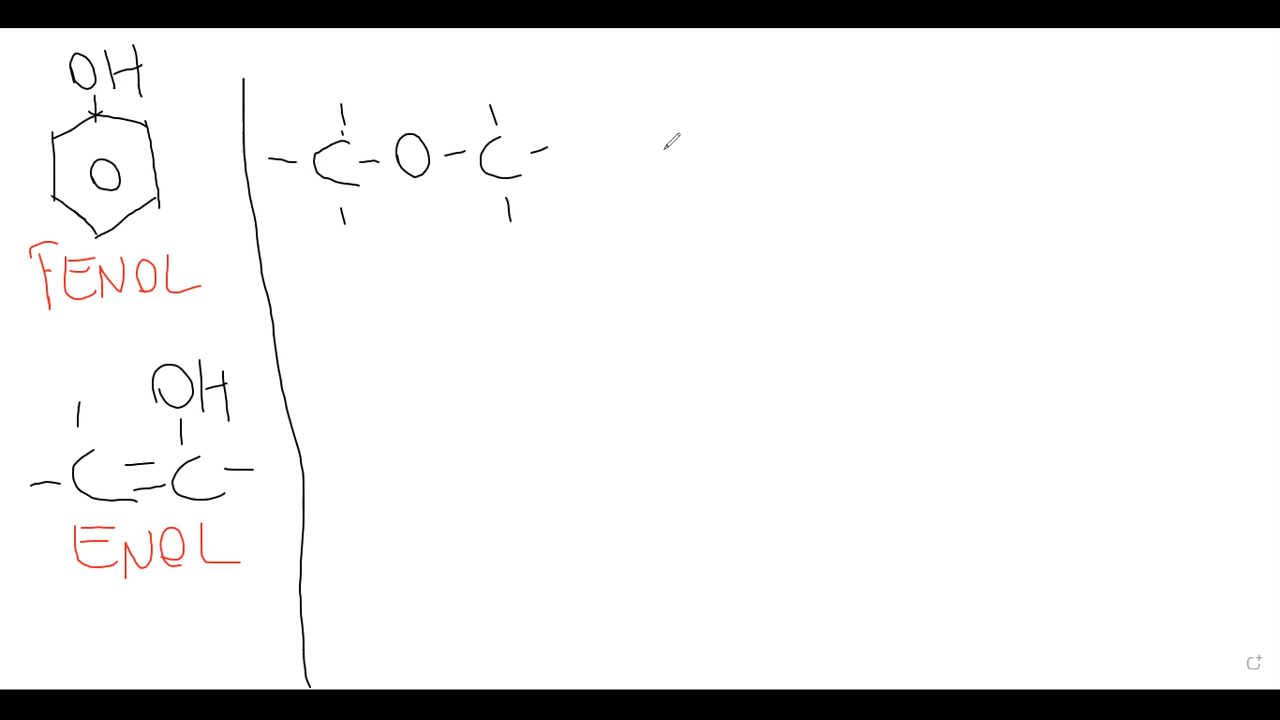 OH
O
FENOL
OH
- C = C -
ENOL
- C - O - C -